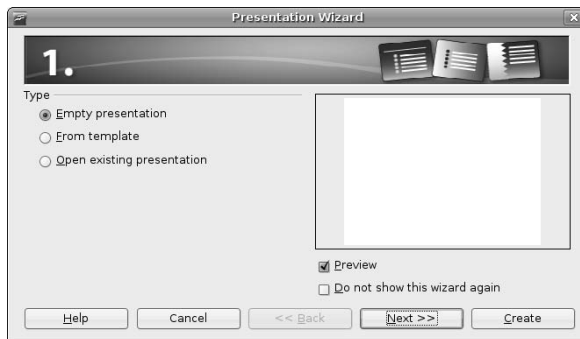 Presentation Wizard
1.
Type
Empty presentation
From template
Open existing presentation
Preview
Do not show this wizard again
Help
Cancel
<< Back
Next >>
Create